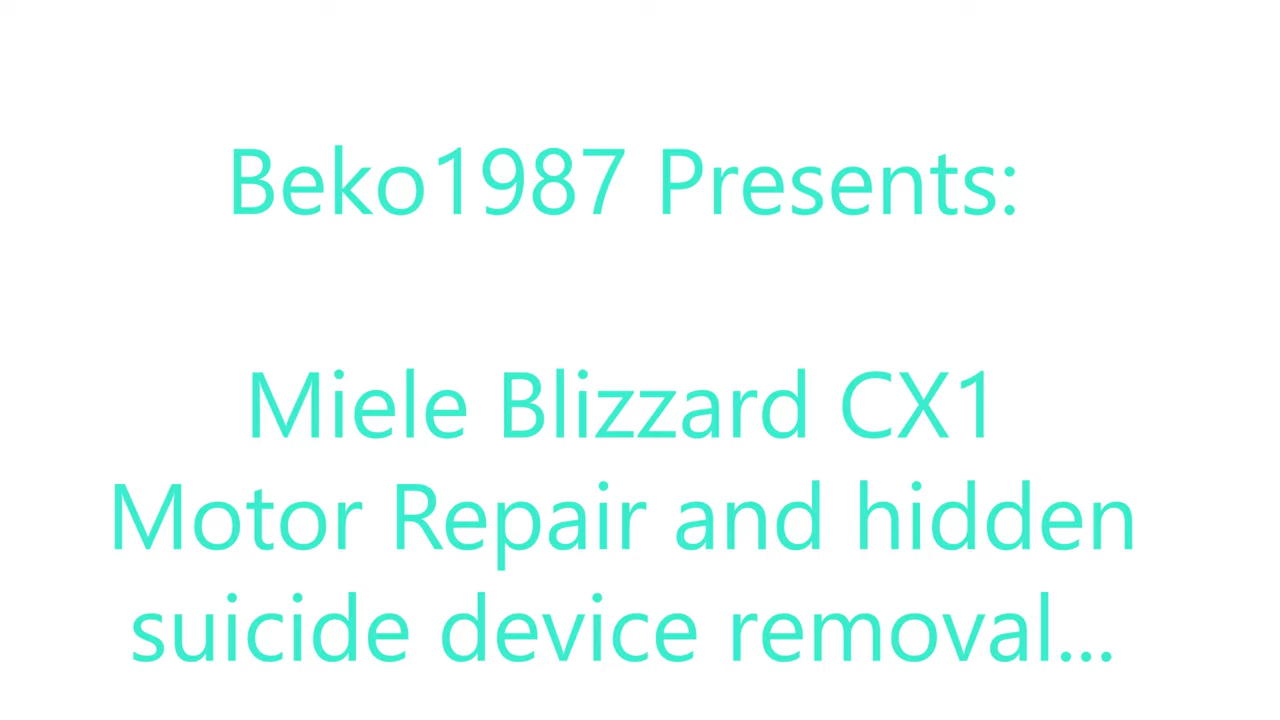 Beko1987 Presents:
Miele Blizzard CX1
Motor Repair and hidden
suicide device removal...